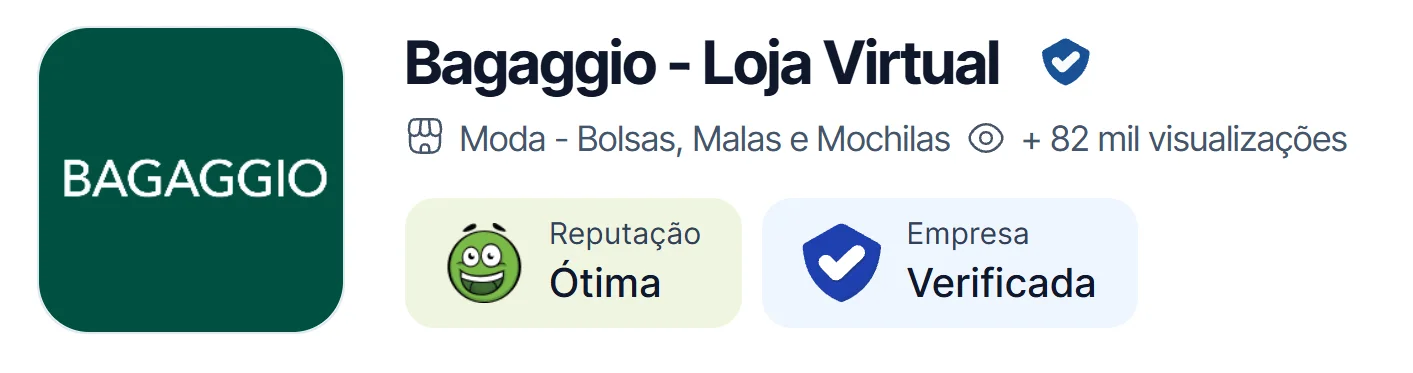 BAGAGGIO
Bagaggio - Loja Virtual
Moda - Bolsas, Malas e Mochilas + 82 mil visualizações
Reputação
Ótima
Empresa
Verificada